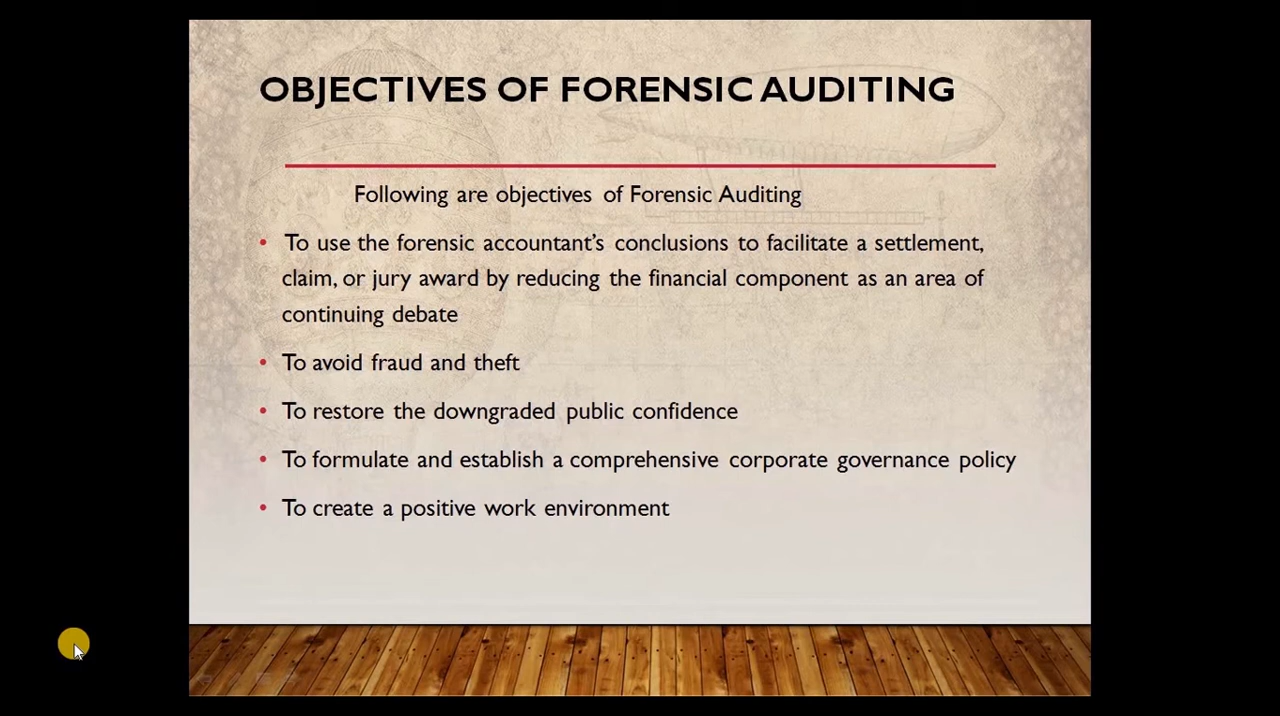 OBJECTIVES OF FORENSIC AUDITING
Following are objectives of Forensic Auditing
• To use the forensic accountant’s conclusions to facilitate a settlement,
claim, or jury award by reducing the financial component as an area of
continuing debate
• To avoid fraud and theft
• To restore the downgraded public confidence
• To formulate and establish a comprehensive corporate governance policy
• To create a positive work environment